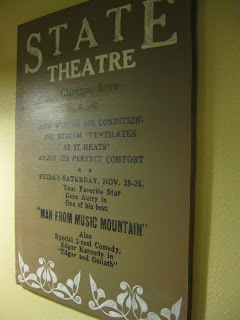 STATE
THEATRE
Clarence, Iowa
NEW WINTER AIR CONDITION-
ING SYSTEM "VENTILATES
AS IT HEATS"
ENJOY ITS PERFECT COMFORT
FRIDAY-SATURDAY, NOV. 25-26.
Your Favorite Star
Gene Autry in
One of his best
"MAN FROM MUSIC MOUNTAIN"
Also
Special 2-reel Comedy,
Edgar Kennedy in
"Edgar and Goliath"